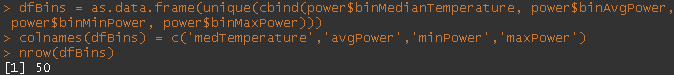 > dfBins = as.data.frame(unique(cbind(power$binMedianTemperature, power$binAvgPower,
 power$binMinPower, power$binMaxPower)))
> colnames(dfBins) = c('medTemperature','avgPower','minPower','maxPower')
> nrow(dfBins)
[1] 50